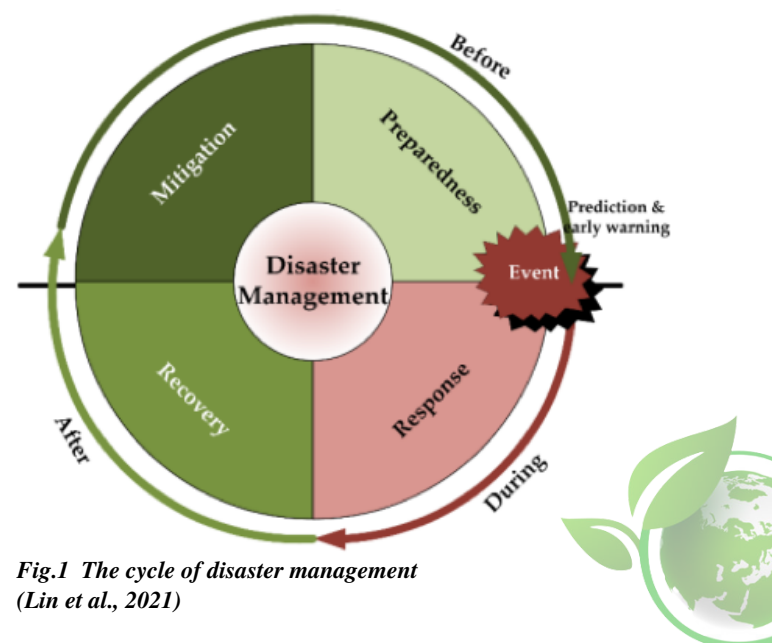 Before
Mitigation
Preparedness
Prediction &
early warning
Event
Disaster
Management
Recovery
Response
After
During
Fig.1 The cycle of disaster management
(Lin et al., 2021)